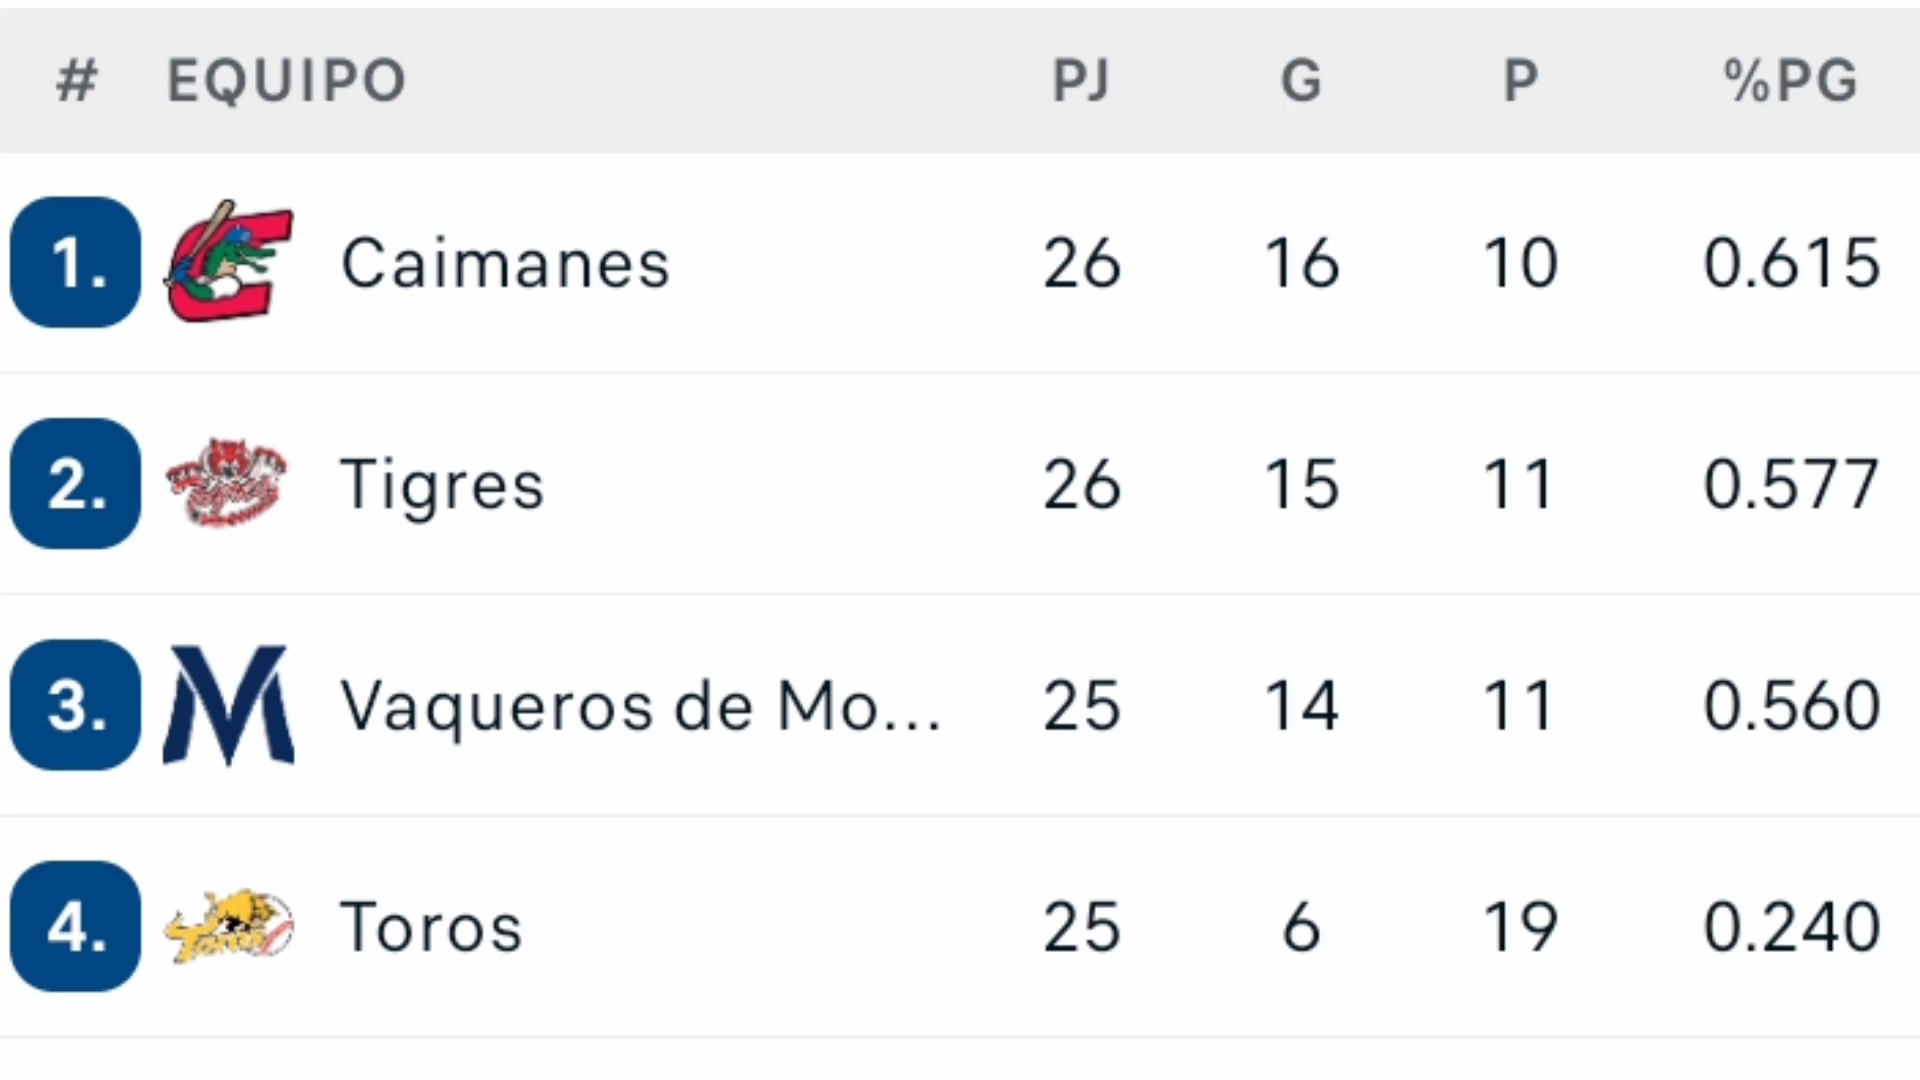 # EQUIPO PJ G P %PG
1. Caimanes 26 16 10 0.615
2. Tigres 26 15 11 0.577
3. Vaqueros de Mo... 25 14 11 0.560
4. Toros 25 6 19 0.240